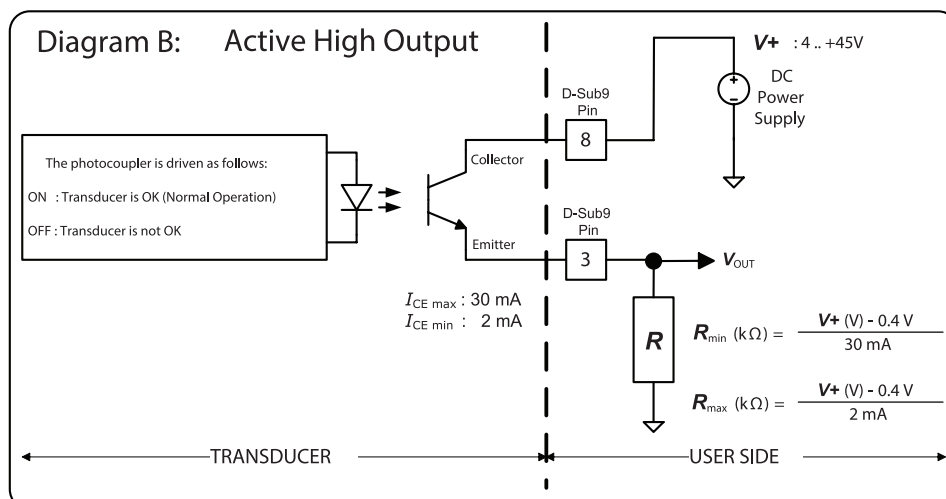 Diagram B: Active High Output
V+ : 4 .. +45V
DC
Power
Supply
D-Sub9
Pin
8
The photocoupler is driven as follows:
ON : Transducer is OK (Normal Operation)
OFF : Transducer is not OK
Collector
Emitter
D-Sub9
Pin
3
VOUT
ICE max : 30 mA
ICE min : 2 mA
R
Rmin (kΩ) = V+ (V) - 0.4 V
30 mA
Rmax (kΩ) = V+ (V) - 0.4 V
2 mA
TRANSDUCER
USER SIDE